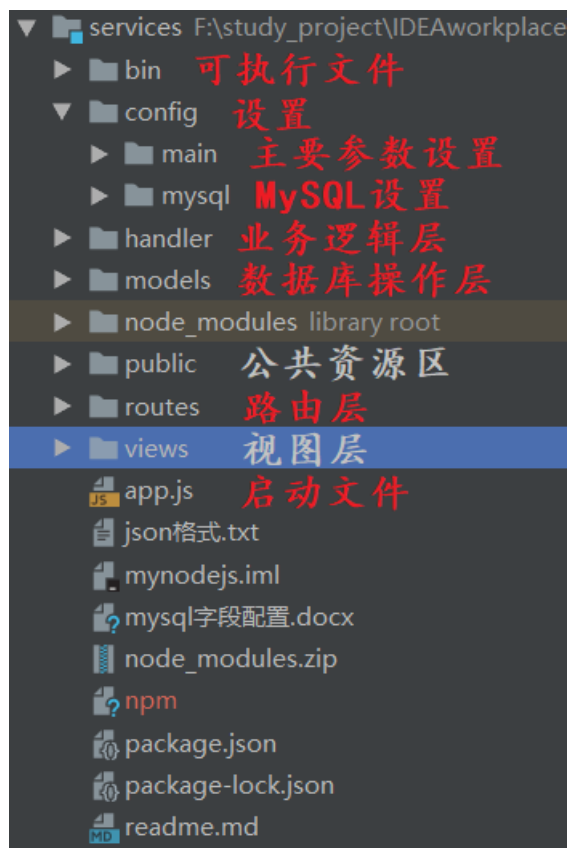 services F:\study_project\IDEAworkplace
bin 可执行文件
config 设置
main 主要参数设置
mysql MySQL设置
handler 业务逻辑层
models 数据库操作层
node_modules library root
public 公共资源区
routes 路由层
views 视图层
app.js 启动文件
json格式.txt
mynodejs.iml
mysql字段配置.docx
node_modules.zip
npm
package.json
package-lock.json
readme.md